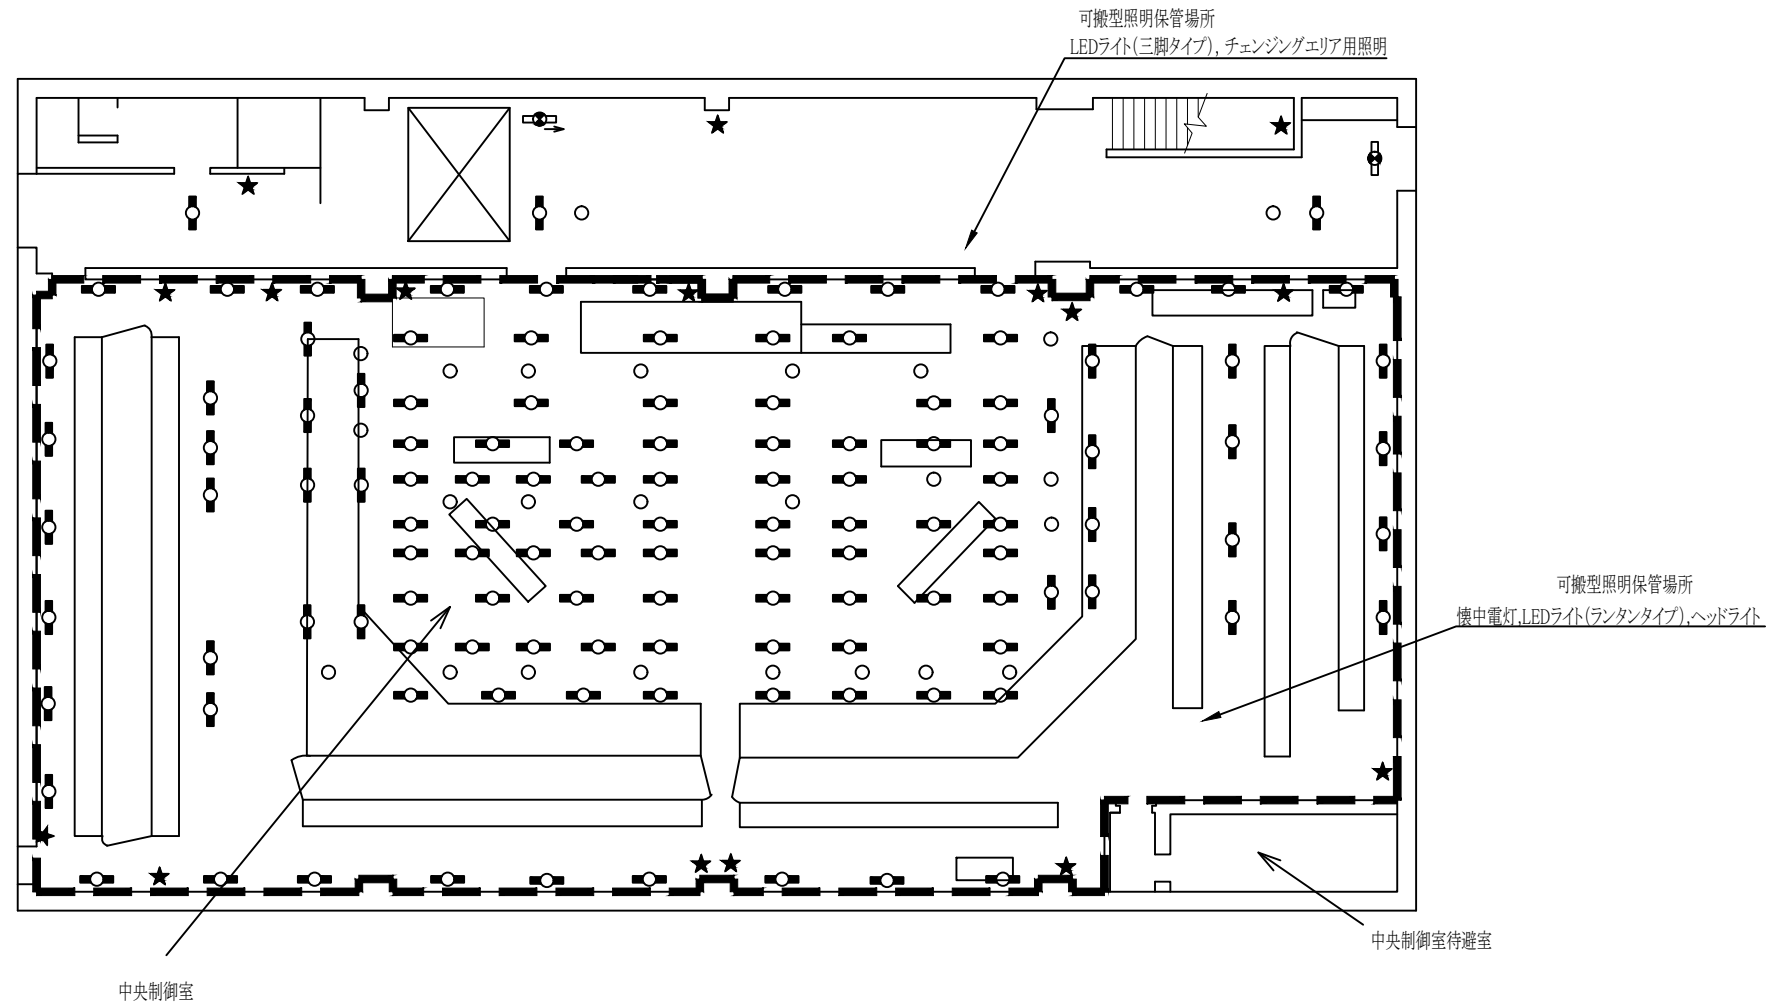 可搬型照明保管場所
LEDライト(三脚タイプ), チェンジングエリア用照明
可搬型照明保管場所
懐中電灯,LEDライト(ランタンタイプ),ヘッドライト
中央制御室待避室
中央制御室